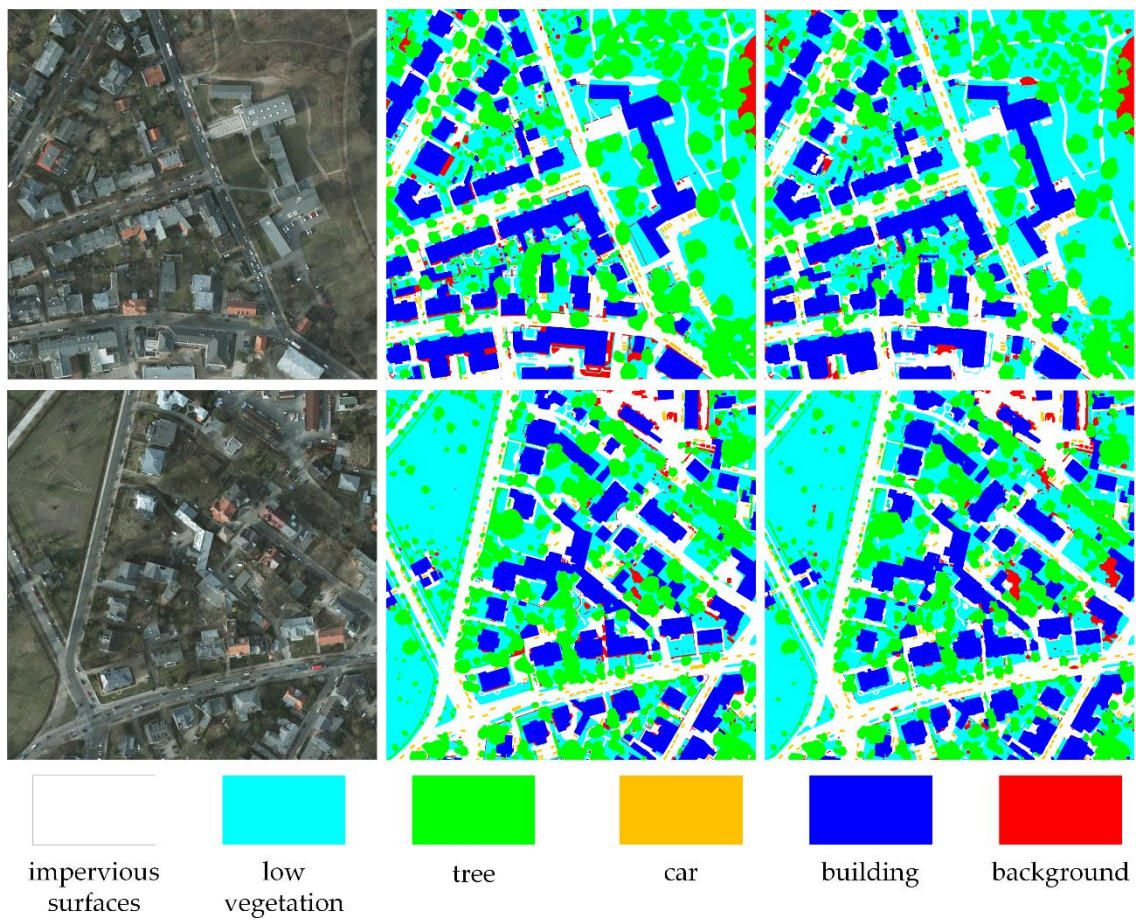 impervious
surfaces
low
vegetation
tree
car
building
background